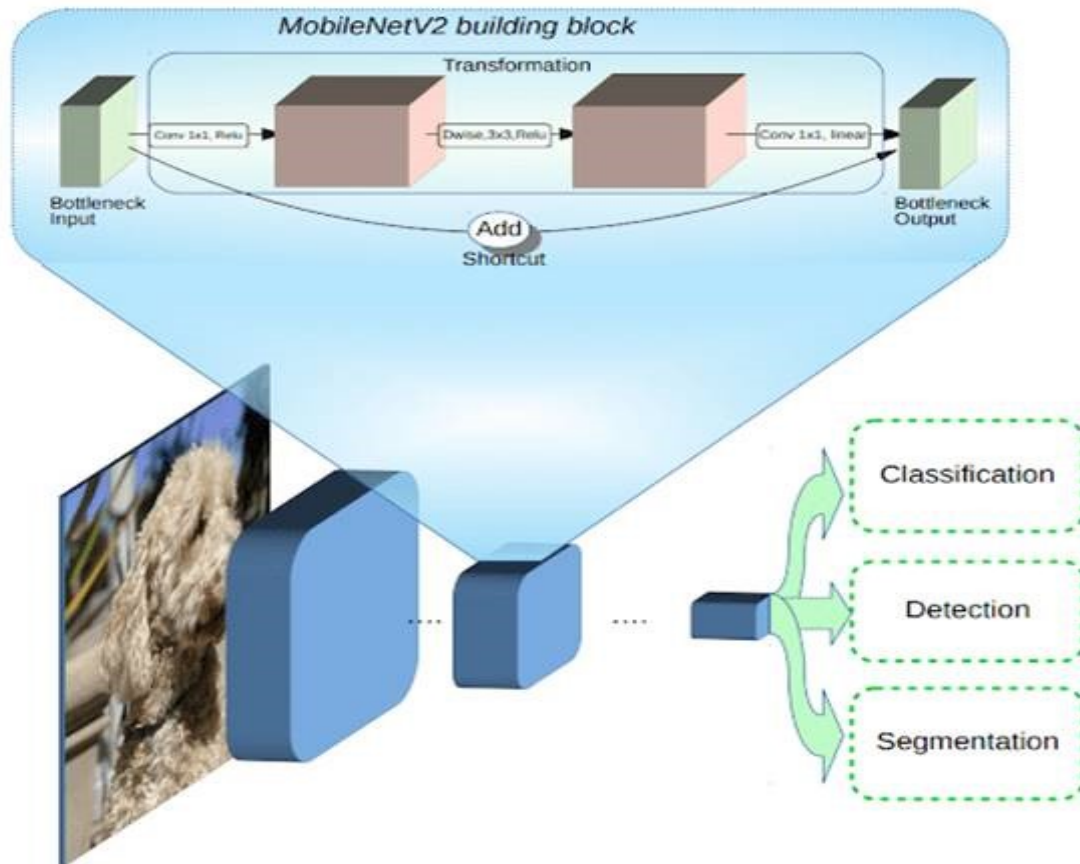 MobileNetV2 building block
Transformation
Conv 1x1, Relu
Dwise,3x3,Relu
Conv 1x1, linear
Bottleneck
Input
Bottleneck
Output
Add
Shortcut
Classification
Detection
Segmentation